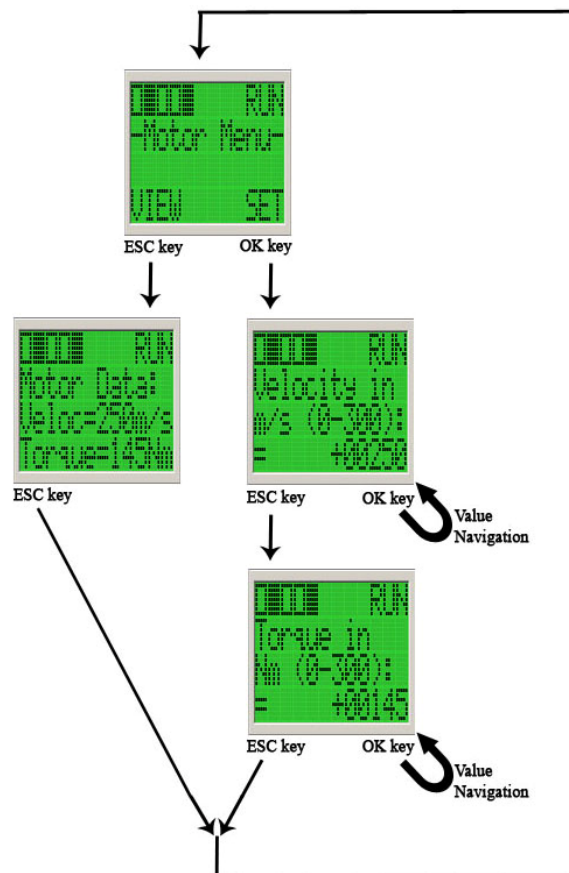 RUN
-Motor Menu-
VIEW SET
ESC key OK key
RUN
Motor Data:
Veloc=250m/s
Torque=145Nm
ESC key
RUN
Velocity in
m/s (0-300):
= +00250
ESC key OK key
Value
Navigation
RUN
Torque in
Nm (0-300):
= +00145
ESC key OK key
Value
Navigation